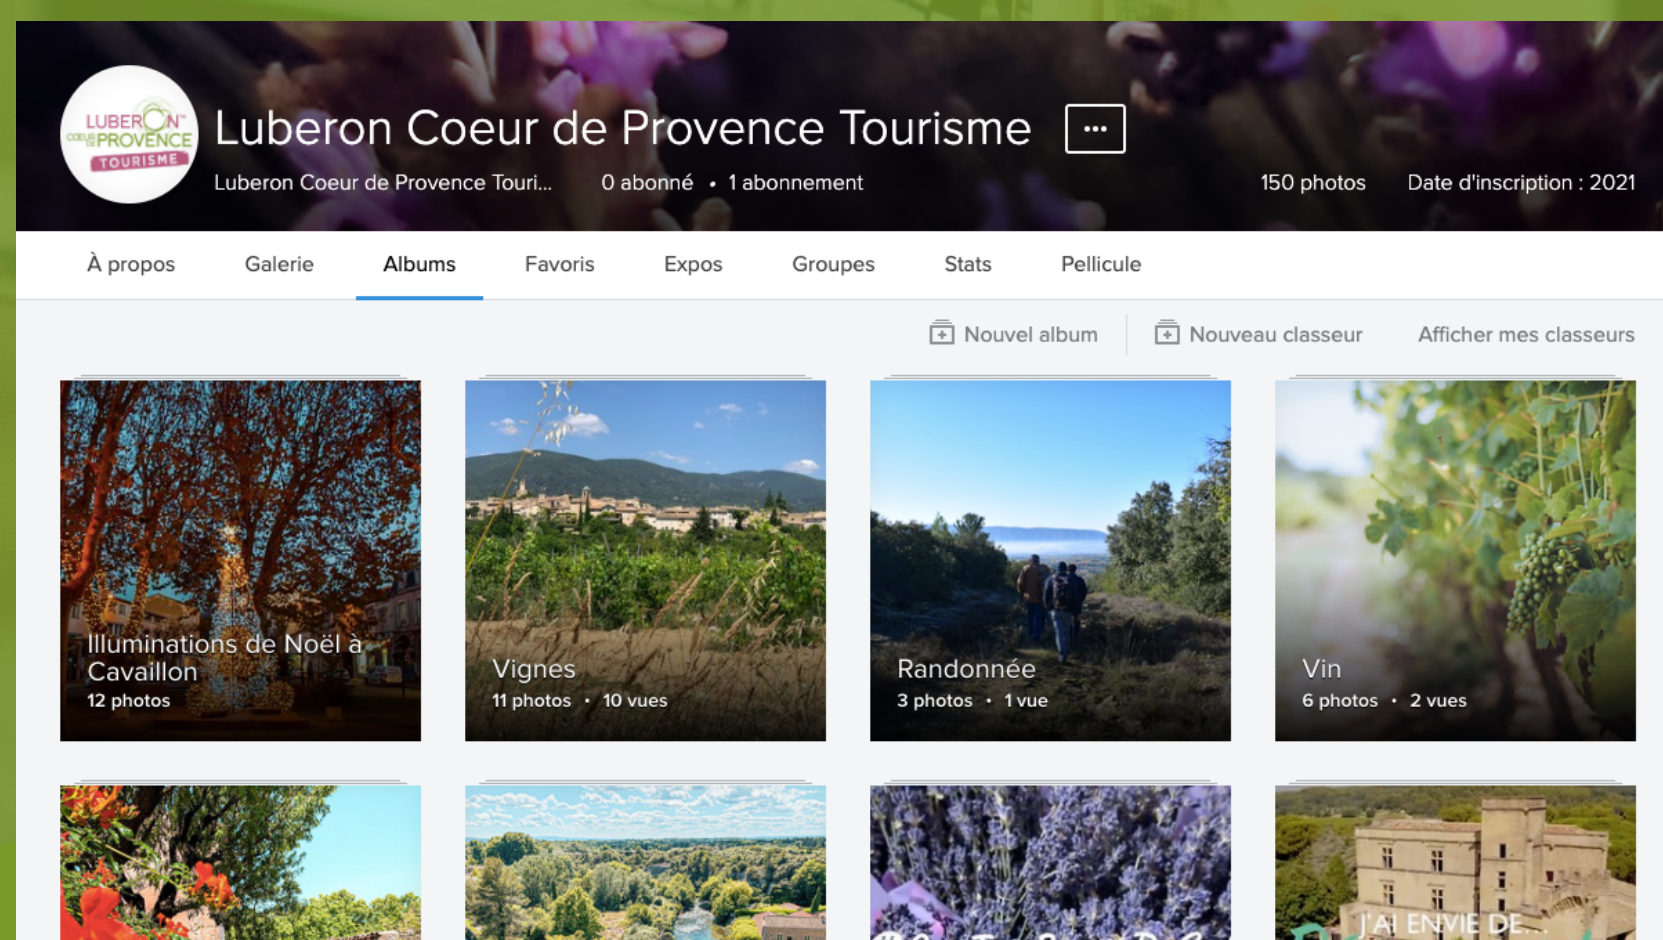 LUBERON
COEUR DE PROVENCE
TOURISME
Luberon Coeur de Provence Tourisme
Luberon Coeur de Provence Touri...
0 abonné • 1 abonnement
150 photos
Date d'inscription : 2021
À propos
Galerie
Albums
Favoris
Expos
Groupes
Stats
Pellicule
Nouvel album
Nouveau classeur
Afficher mes classeurs
Illuminations de Noël à
Cavaillon
12 photos
Vignes
11 photos • 10 vues
Randonnée
3 photos • 1 vue
Vin
6 photos • 2 vues
J'AI ENVIE DE...